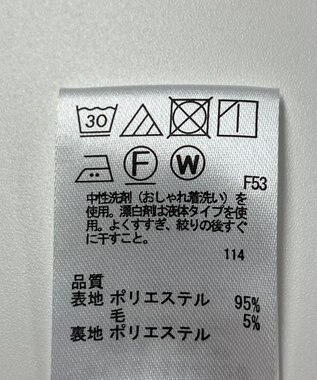 30
F W
F53
中性洗剤(おしゃれ着洗い)を
使用。漂白剤は液体タイプを使
用。よくすすぎ、絞りの後すぐ
に干すこと。
114
品質
表地 ポリエステル 95%
毛 5%
裏地 ポリエステル